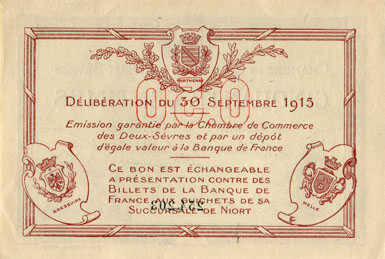 PARTHENAY
0c.50
DÉLIBÉRATION DU 30 SEPTEMBRE 1915
Emission garantie par la Chambre de Commerce
des Deux-Sèvres et par un dépôt
d'égale valeur à la Banque de France
BRESSUIRE
MELLE
CE BON EST ÉCHANGEABLE
A PRÉSENTATION CONTRE DES
BILLETS DE LA BANQUE DE
FRANCE AUX GUICHETS DE SA
SUCCURSALE DE NIORT